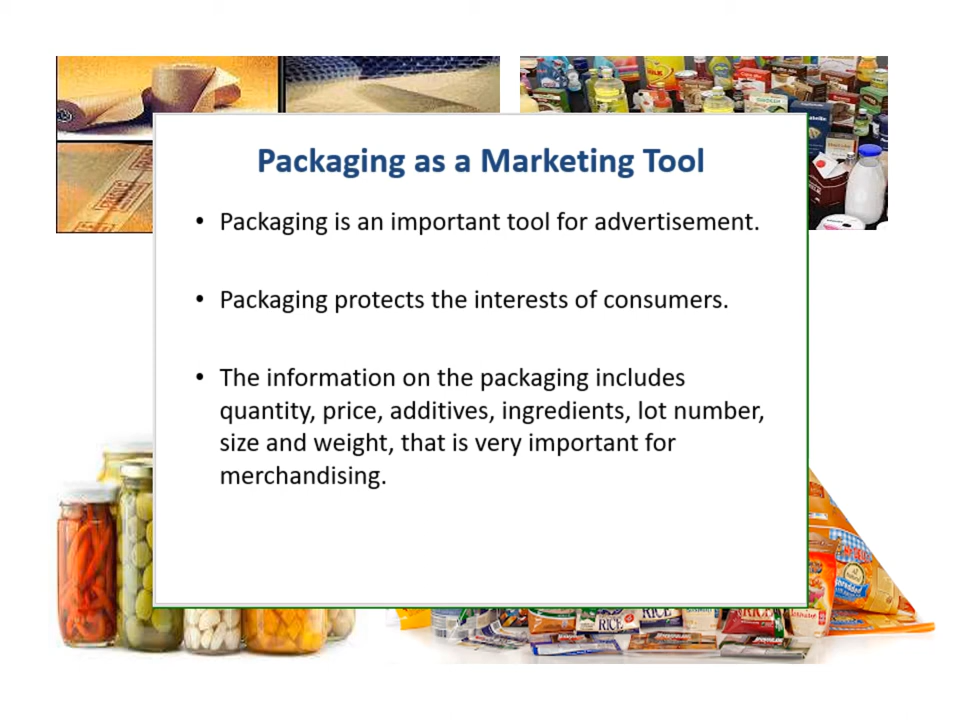 Packaging as a Marketing Tool
• Packaging is an important tool for advertisement.
• Packaging protects the interests of consumers.
• The information on the packaging includes
quantity, price, additives, ingredients, lot number,
size and weight, that is very important for
merchandising.
RICE
RICE